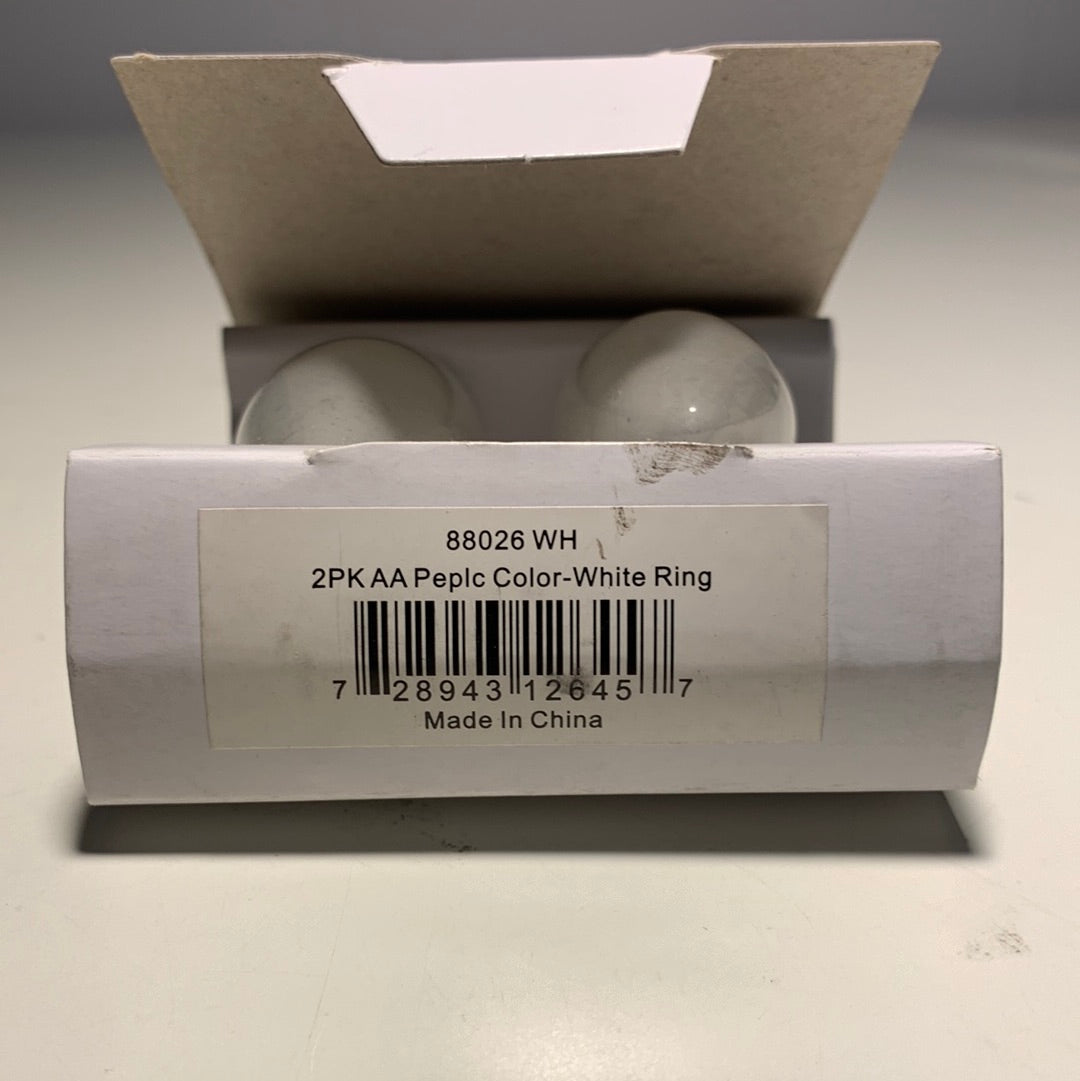 88026 WH
2PK AA Peplc Color-White Ring
7 28943 12645 7
Made In China